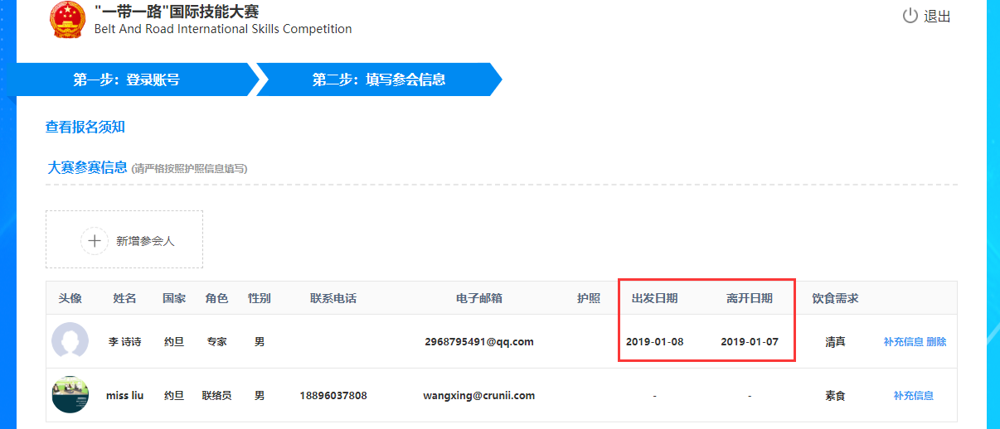 "一带一路"国际技能大赛
Belt And Road International Skills Competition
退出
第一步：登录账号
第二步：填写参会信息
查看报名须知
大赛参赛信息 (请严格按照护照信息填写)
新增参会人
头像 姓名 国家 角色 性别 联系电话 电子邮箱 护照 出发日期 离开日期 饮食需求
李 诗诗 约旦 专家 男 2968795491@qq.com 2019-01-08 2019-01-07 清真 补充信息 删除
miss liu 约旦 联络员 男 18896037808 wangxing@crunii.com - - 素食 补充信息